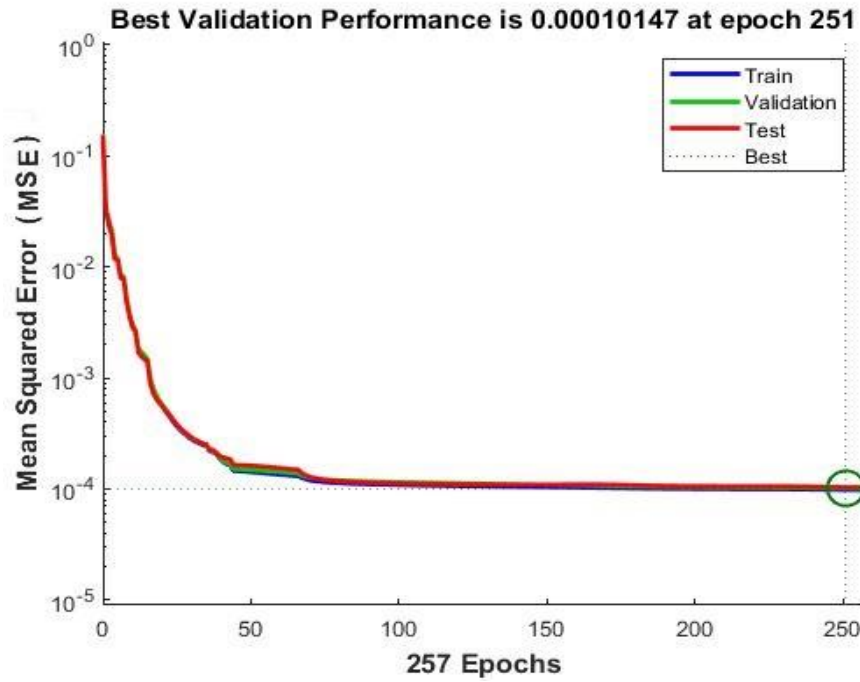 Best Validation Performance is 0.00010147 at epoch 251
10^0
10^-1
10^-2
10^-3
10^-4
10^-5
Mean Squared Error (MSE)
Train
Validation
Test
Best
0 50 100 150 200 250
257 Epochs